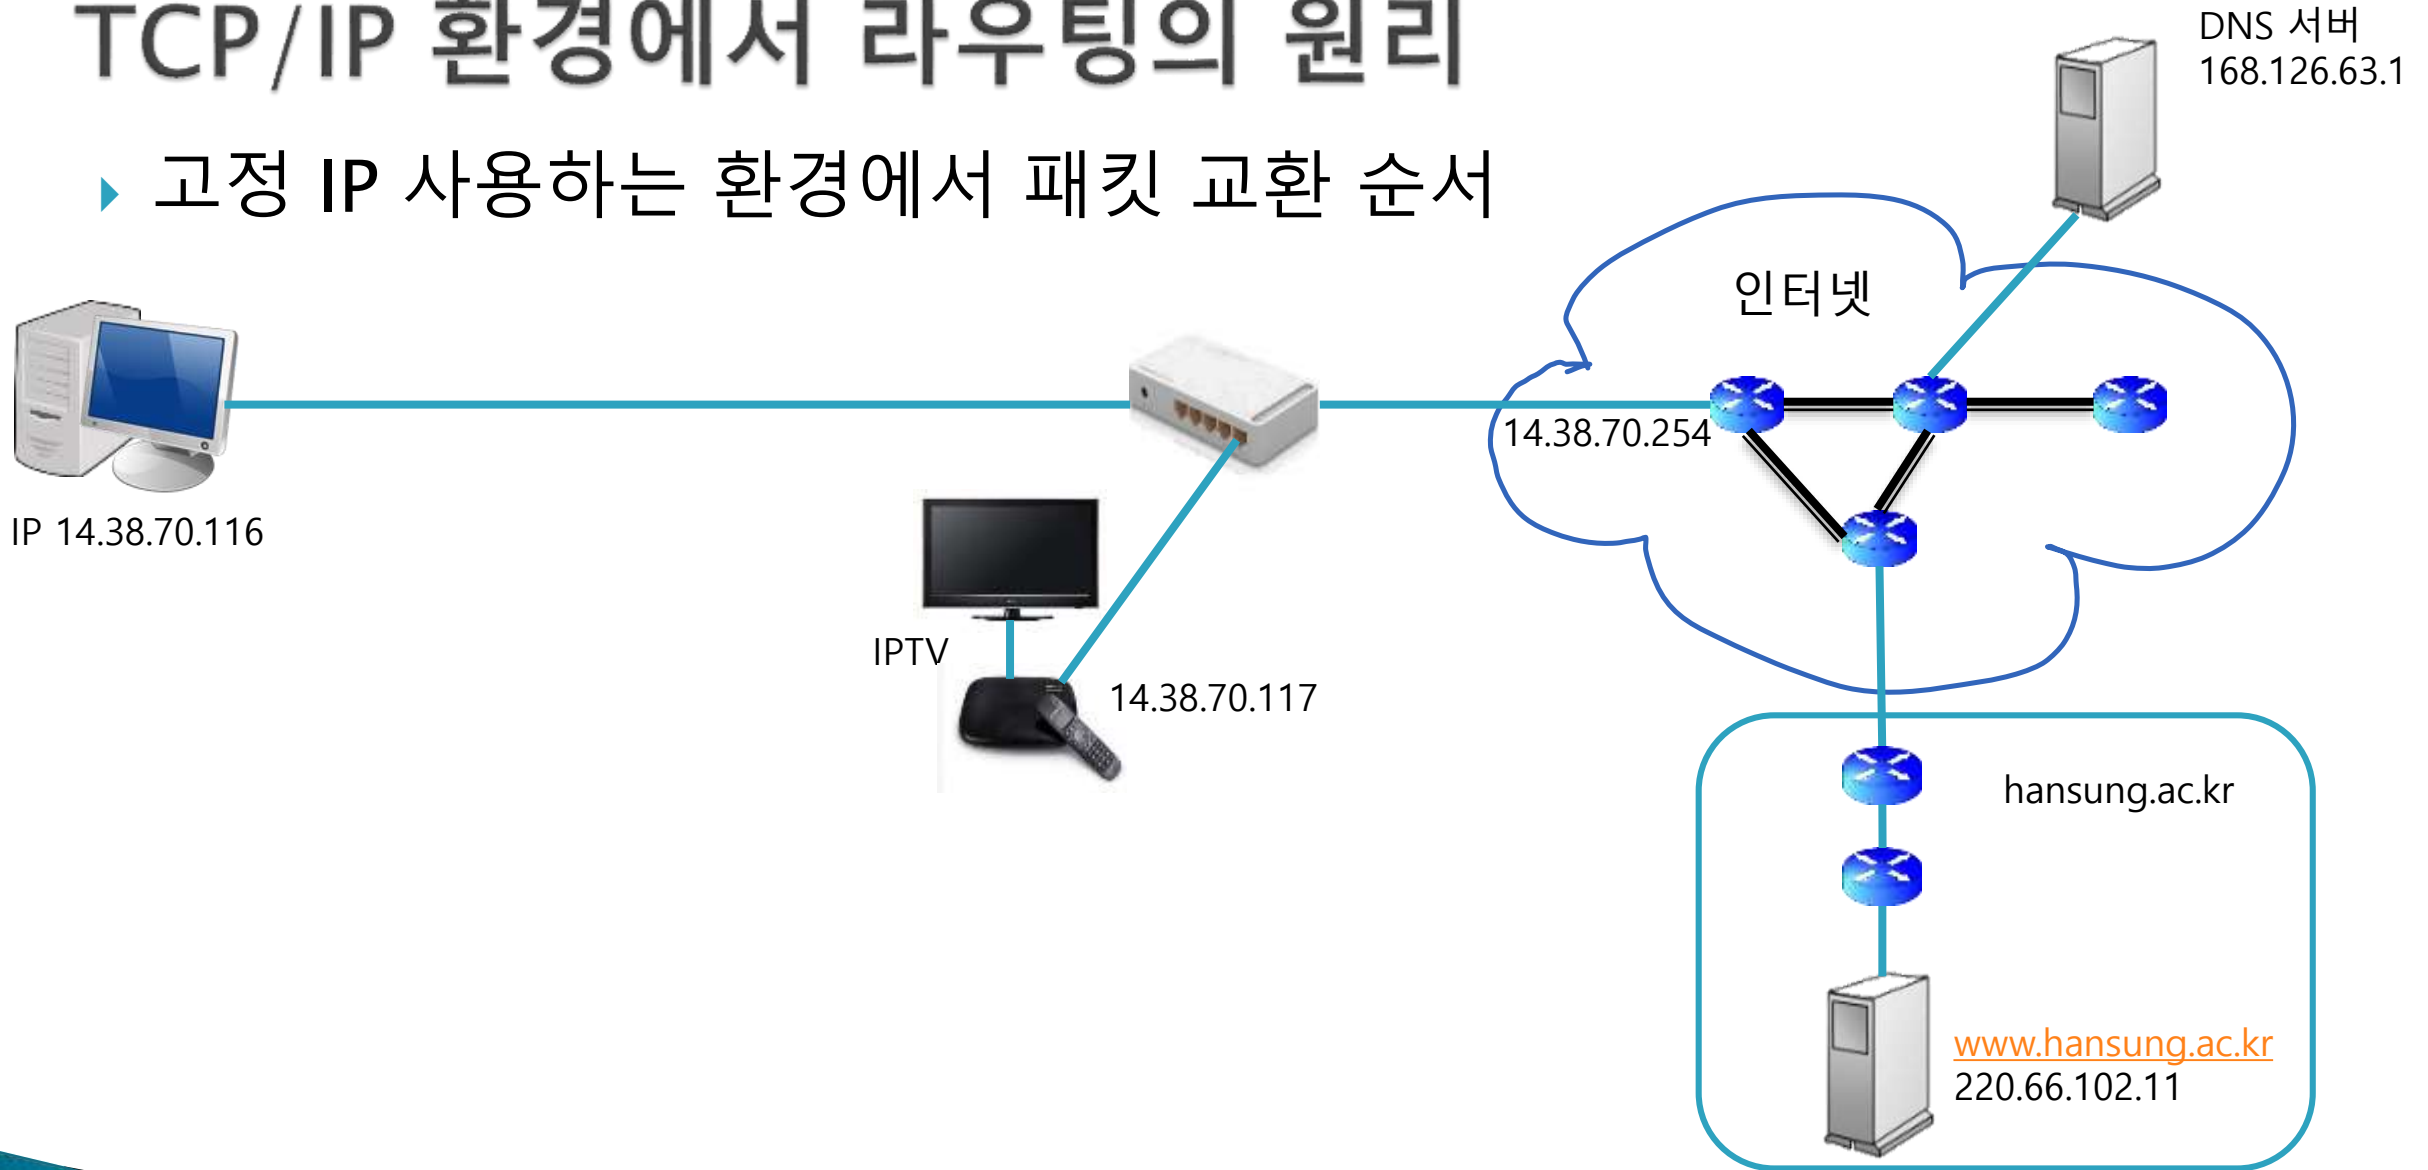 TCP/IP 환경에서 라우팅의 원리
고정 IP 사용하는 환경에서 패킷 교환 순서
DNS 서버
168.126.63.1
인터넷
14.38.70.254
IP 14.38.70.116
IPTV
14.38.70.117
hansung.ac.kr
www.hansung.ac.kr
220.66.102.11